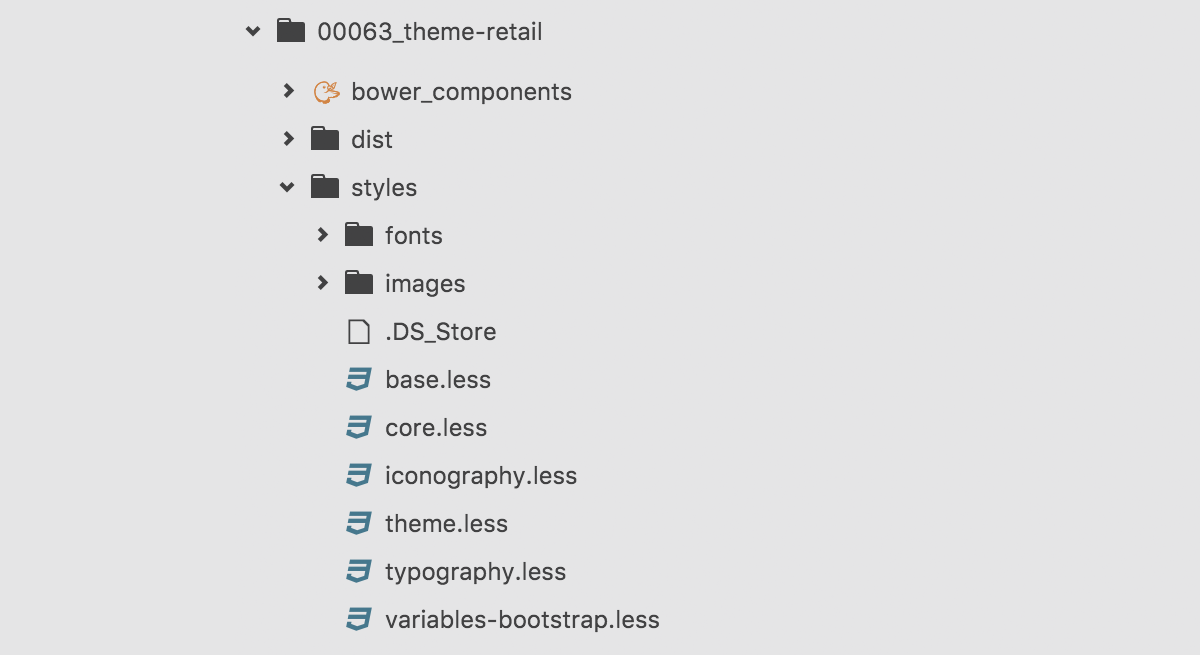 00063_theme-retail
bower_components
dist
styles
fonts
images
.DS_Store
base.less
core.less
iconography.less
theme.less
typography.less
variables-bootstrap.less